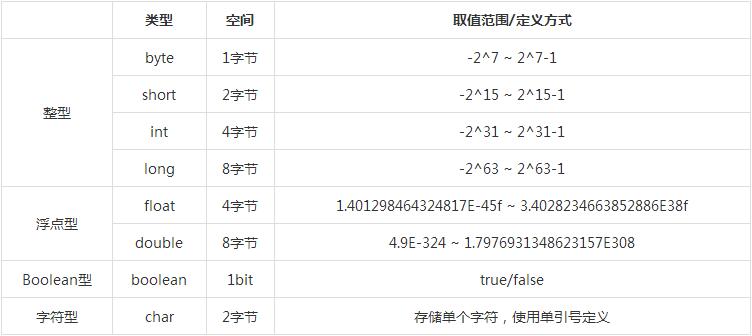 类型 空间 取值范围/定义方式
byte 1字节 -2^7 ~ 2^7-1
short 2字节 -2^15 ~ 2^15-1
整型
int 4字节 -2^31 ~ 2^31-1
long 8字节 -2^63 ~ 2^63-1
float 4字节 1.401298464324817E-45f ~ 3.4028234663852886E38f
浮点型
double 8字节 4.9E-324 ~ 1.7976931348623157E308
Boolean型 boolean 1bit true/false
字符型 char 2字节 存储单个字符，使用单引号定义